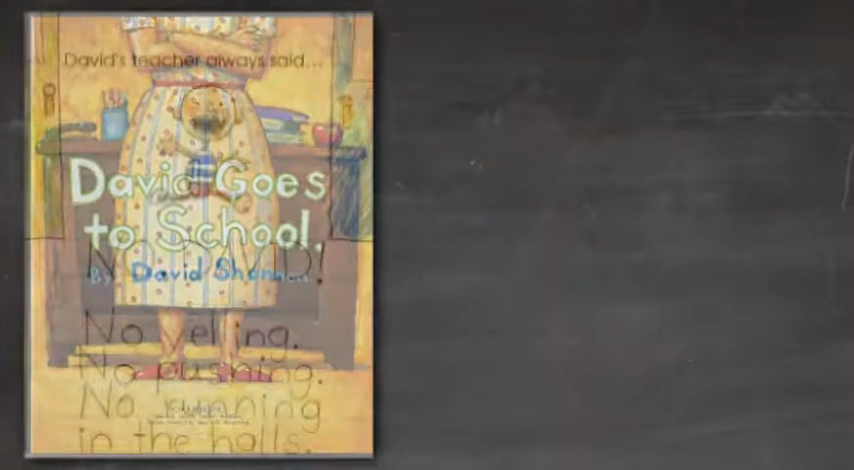 David's teacher always said...
David Goes
to School.
By David Shannon
NO, DAVID!
No yelling.
No pushing.
No running
in the halls.